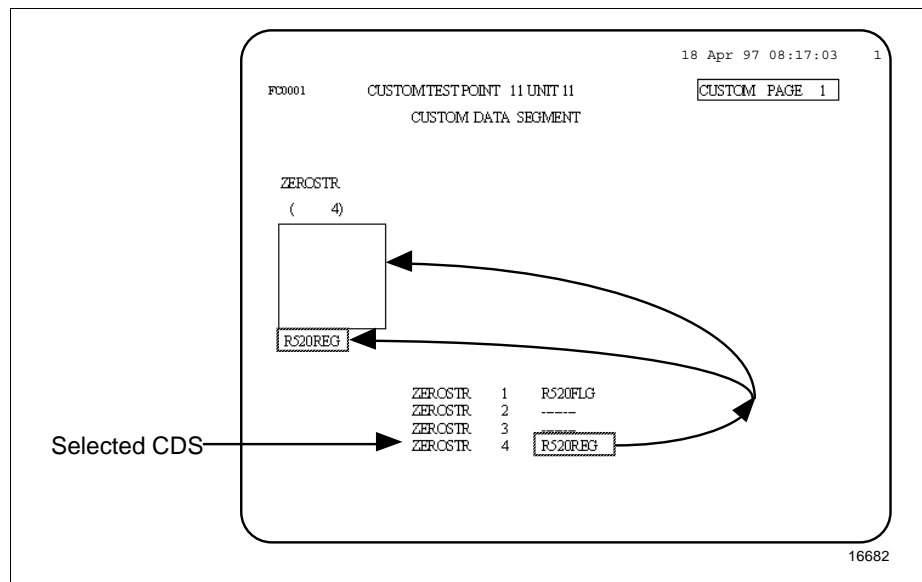 18 Apr 97 08:17:03 1
FC0001 CUSTOM TEST POINT 11 UNIT 11 CUSTOM PAGE 1
CUSTOM DATA SEGMENT
ZEROSTR
( 4)
R520REG
ZEROSTR 1 R520FLG
ZEROSTR 2 -----
ZEROSTR 3 -----
Selected CDS ZEROSTR 4 R520REG
16682